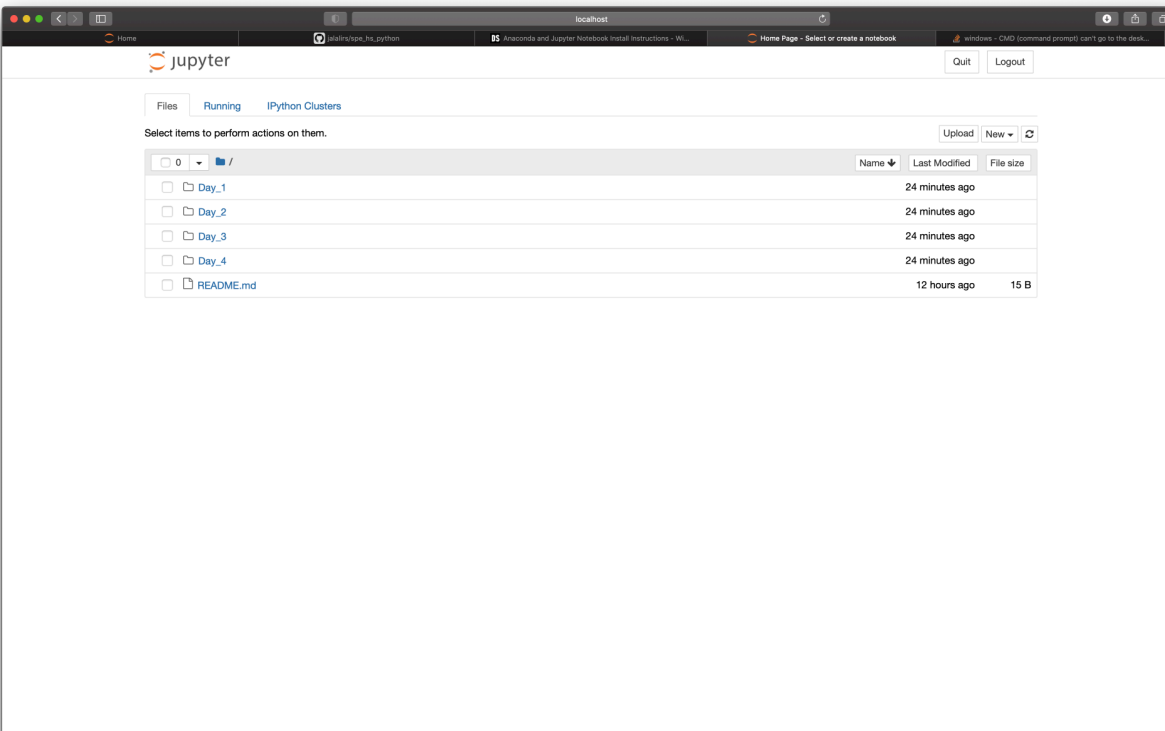 localhost
Home jalalirs/spe_hs_python DS Anaconda and Jupyter Notebook Install Instructions - Wi... Home Page - Select or create a notebook windows - CMD (command prompt) can't go to the desk...
jupyter Quit Logout
Files Running IPython Clusters
Select items to perform actions on them. Upload New
0 / Name Last Modified File size
Day_1 24 minutes ago
Day_2 24 minutes ago
Day_3 24 minutes ago
Day_4 24 minutes ago
README.md 12 hours ago 15 B